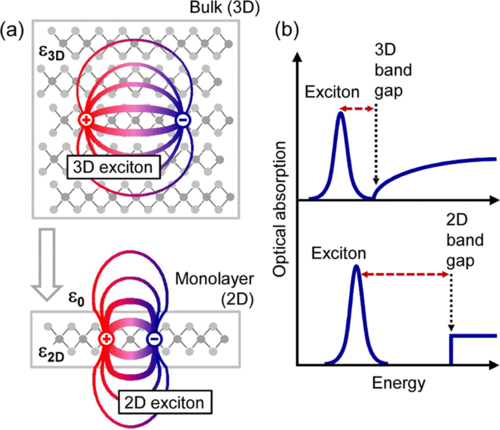 (a)
Bulk (3D)
ε3D
+
−
3D exciton
Monolayer
(2D)
ε0
ε2D
+
−
2D exciton
(b)
3D
band
gap
Exciton
Optical absorption
2D
band
gap
Exciton
Energy